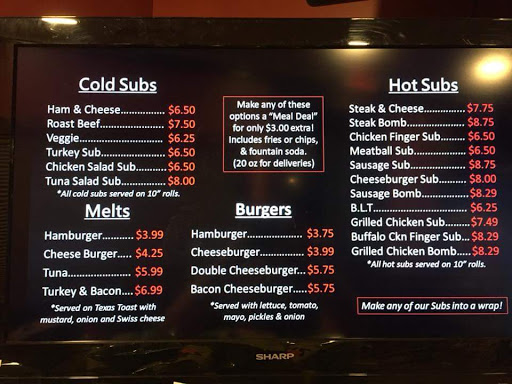 Cold Subs
Ham & Cheese................ $6.50
Roast Beef..................... $7.50
Veggie............................ $6.25
Turkey Sub..................... $6.50
Chicken Salad Sub...........$6.50
Tuna Salad Sub............... $8.00
*All cold subs served on 10” rolls.
Make any of these
options a “Meal Deal”
for only $3.00 extra!
Includes fries or chips,
& fountain soda.
(20 oz for deliveries)
Hot Subs
Steak & Cheese.............. $7.75
Steak Bomb.................... $8.75
Chicken Finger Sub........ $6.50
Meatball Sub................. $6.50
Sausage Sub................... $8.75
Cheeseburger Sub.......... $8.00
Sausage Bomb................ $8.29
B.L.T............................... $6.25
Grilled Chicken Sub........$7.49
Buffalo Ckn Finger Sub... $8.29
Grilled Chicken Bomb.....$8.29
*All hot subs served on 10” rolls.
Melts
Hamburger.......... $3.99
Cheese Burger..... $4.25
Tuna.................... $5.99
Turkey & Bacon.... $6.99
*Served on Texas Toast with
mustard, onion and Swiss cheese
Burgers
Hamburger................. $3.75
Cheeseburger............. $3.99
Double Cheeseburger... $5.75
Bacon Cheeseburger.....$5.75
*Served with lettuce, tomato,
mayo, pickles & onion
Make any of our Subs into a wrap!
SHARP